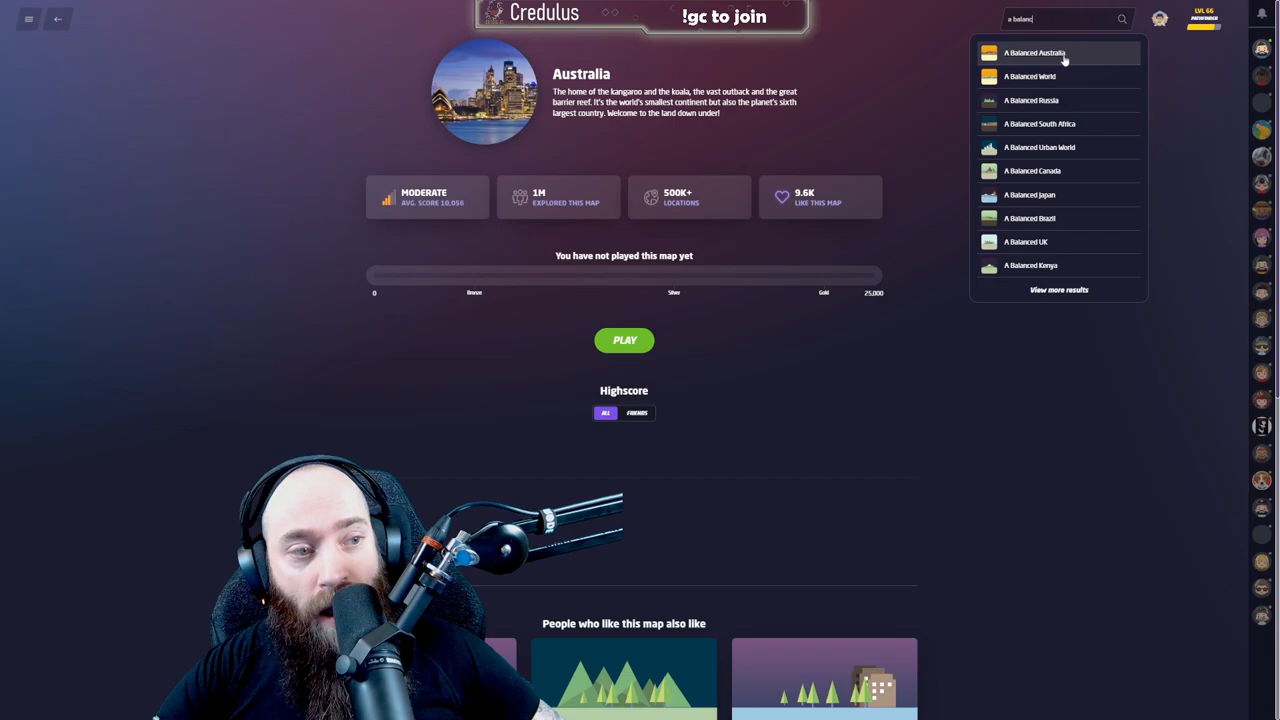 Credulus
!gc to join
a balanc
LVL 66
PATHFINDER
Australia
The home of the kangaroo and the koala, the vast outback and the great
barrier reef. It's the world's smallest continent but also the planet's sixth
largest country. Welcome to the land down under!
A Balanced Australia
A Balanced World
A Balanced Russia
A Balanced South Africa
A Balanced Urban World
A Balanced Canada
A Balanced Japan
A Balanced Brazil
A Balanced UK
A Balanced Kenya
View more results
MODERATE
AVG. SCORE 10,056
1M
EXPLORED THIS MAP
500K+
LOCATIONS
9.6K
LIKE THIS MAP
You have not played this map yet
0
Bronze
Silver
Gold
25,000
PLAY
Highscore
ALL
FRIENDS
People who like this map also like